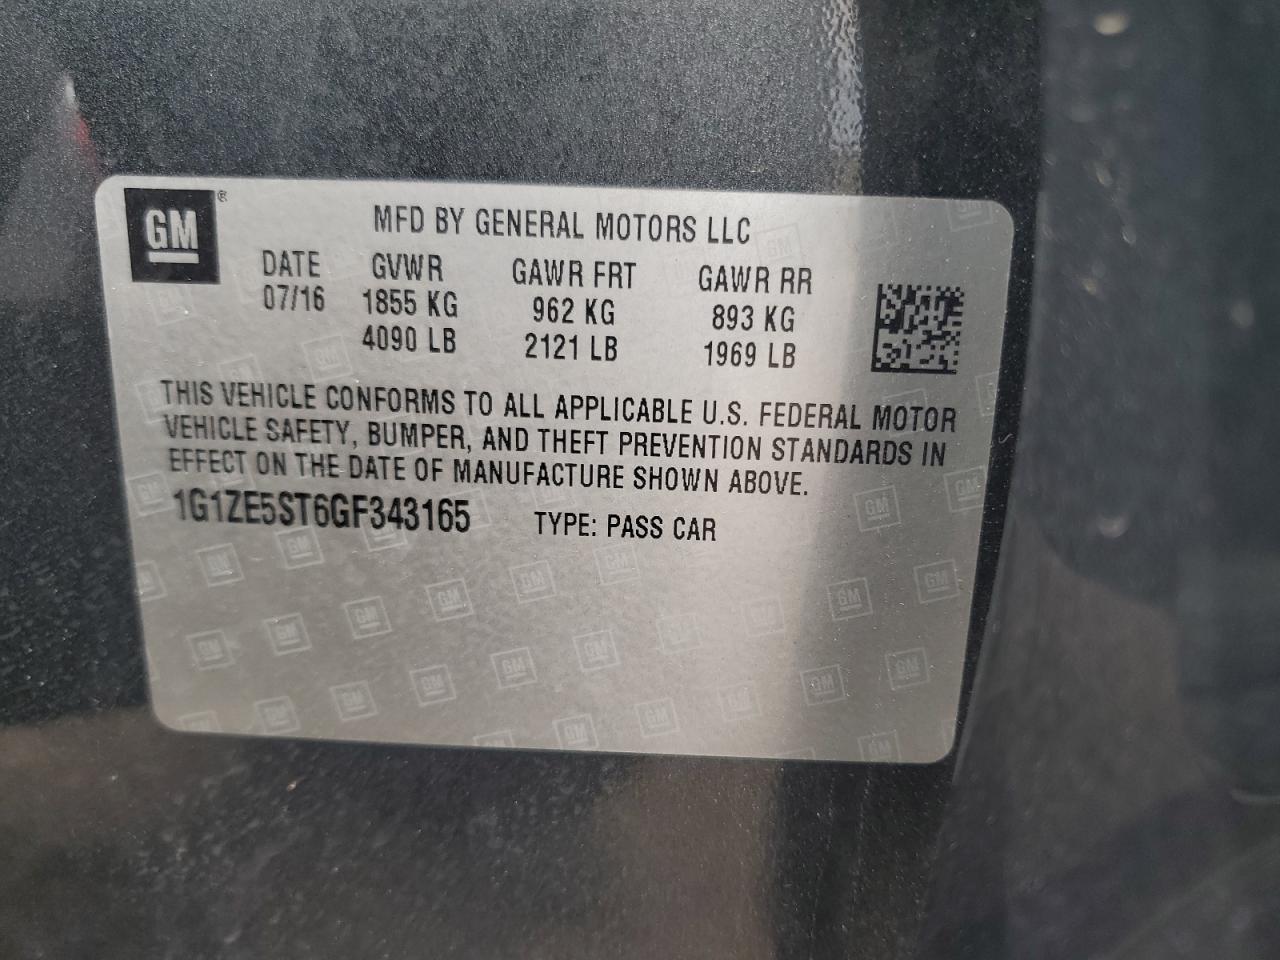 GM®
MFD BY GENERAL MOTORS LLC
DATE GVWR GAWR FRT GAWR RR
07/16 1855 KG 962 KG 893 KG
4090 LB 2121 LB 1969 LB
THIS VEHICLE CONFORMS TO ALL APPLICABLE U.S. FEDERAL MOTOR
VEHICLE SAFETY, BUMPER, AND THEFT PREVENTION STANDARDS IN
EFFECT ON THE DATE OF MANUFACTURE SHOWN ABOVE.
1G1ZE5ST6GF343165 TYPE: PASS CAR